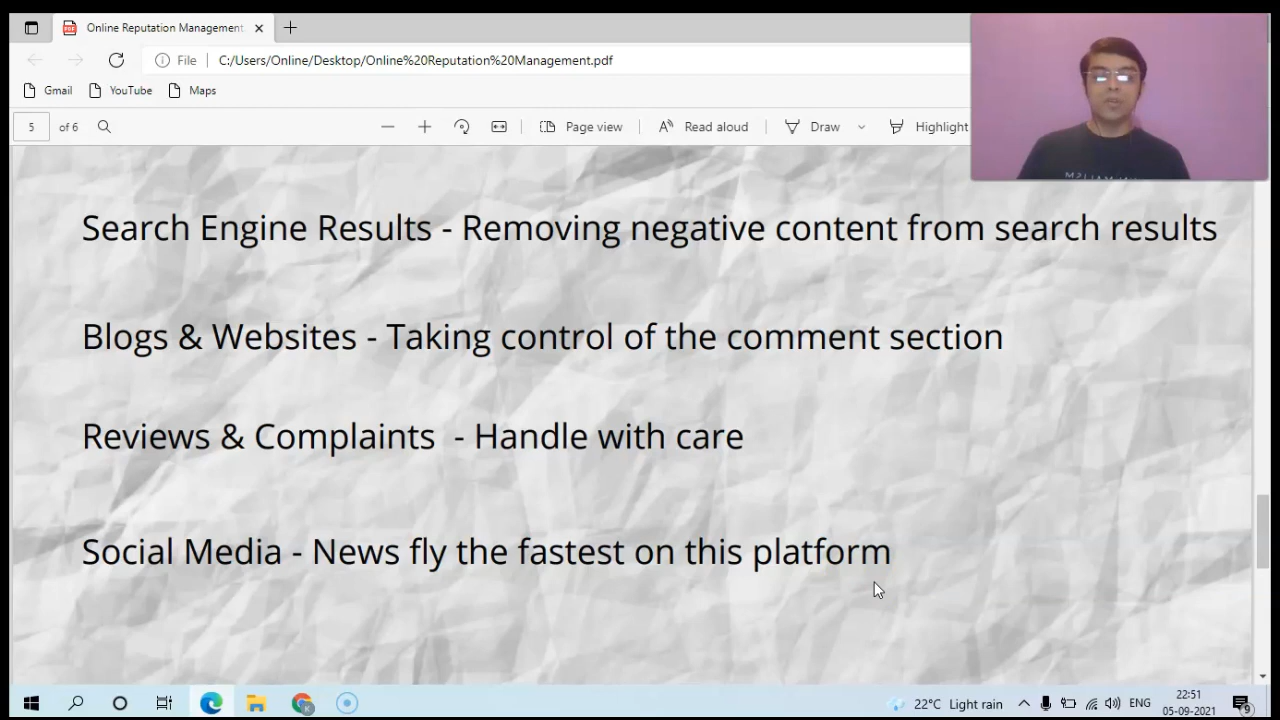 Online Reputation Management
File
C:/Users/Online/Desktop/Online%20Reputation%20Management.pdf
Gmail
YouTube
Maps
5 of 6
Page view
Read aloud
Draw
Highlight
Search Engine Results - Removing negative content from search results
Blogs & Websites - Taking control of the comment section
Reviews & Complaints - Handle with care
Social Media - News fly the fastest on this platform
22°C Light rain
ENG
22:51
05-09-2021
9